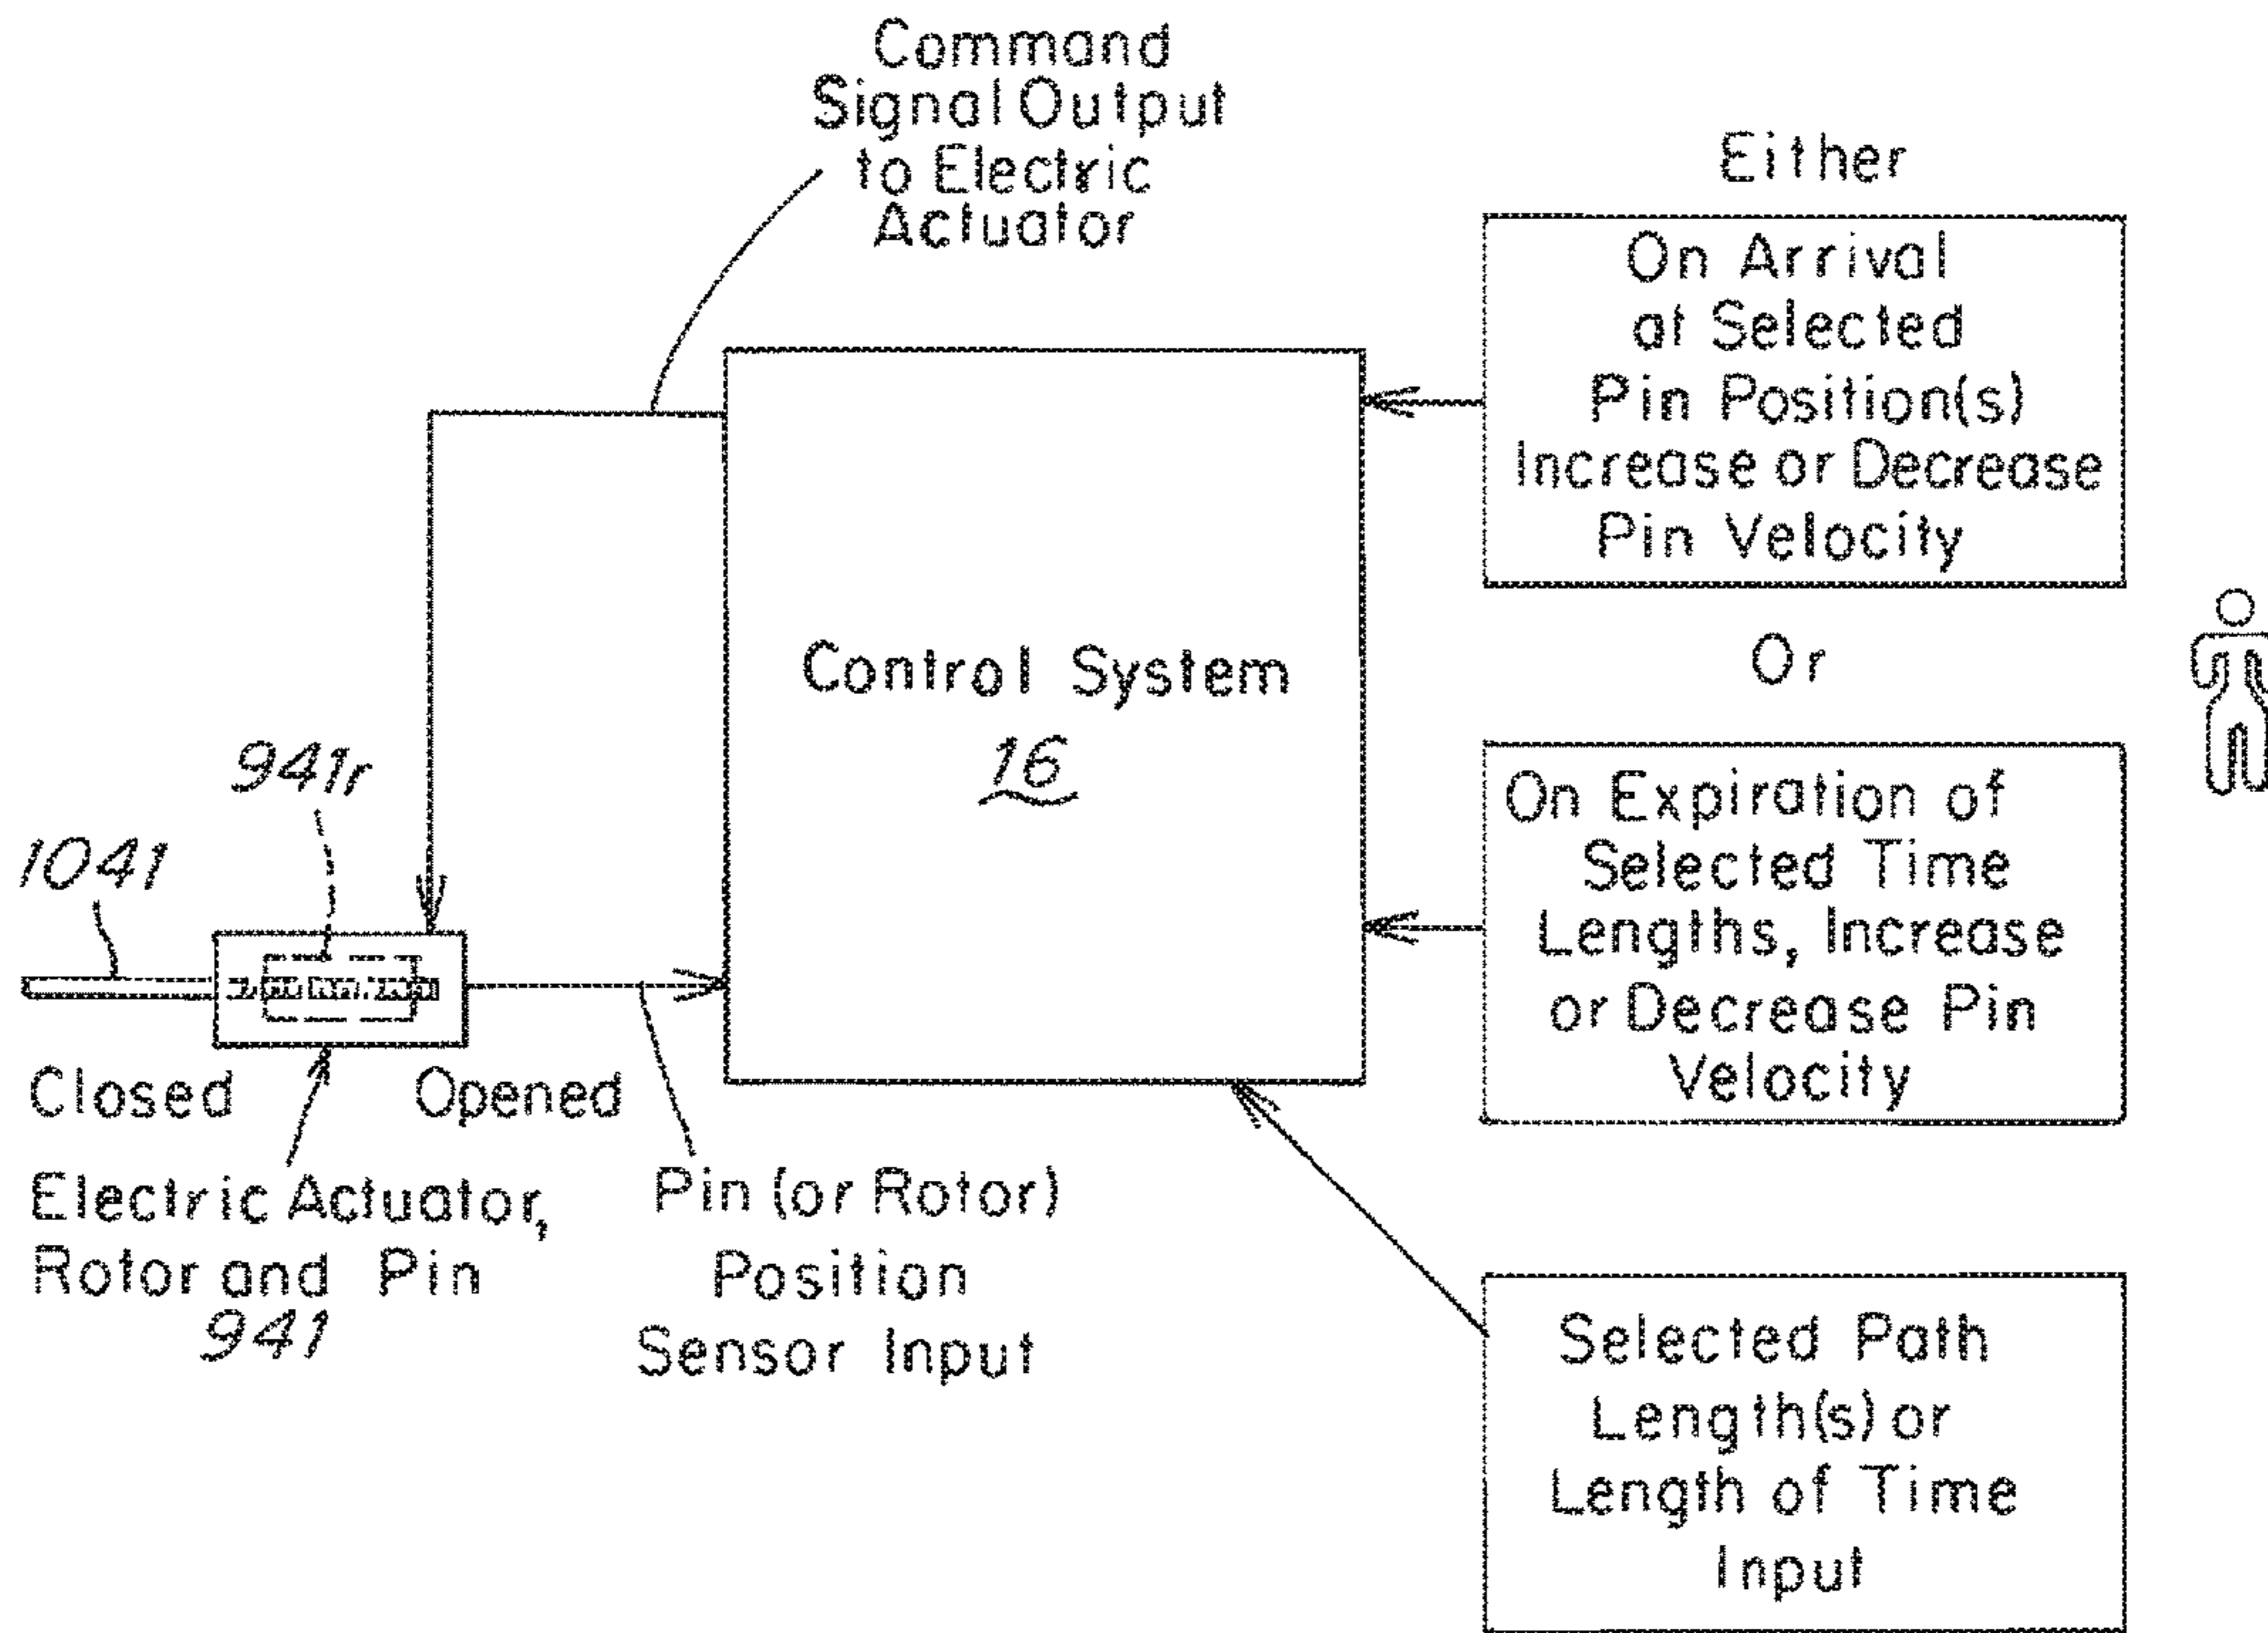 Command
Signal Output
to Electric
Actuator
Either
On Arrival
at Selected
Pin Position(s)
Increase or Decrease
Pin Velocity
Or
Control System
16
On Expiration of
Selected Time
Lengths, Increase
or Decrease Pin
Velocity
941r
1041
Closed
Opened
Electric Actuator,
Rotor and Pin
941
Pin (or Rotor)
Position
Sensor Input
Selected Path
Length(s) or
Length of Time
Input